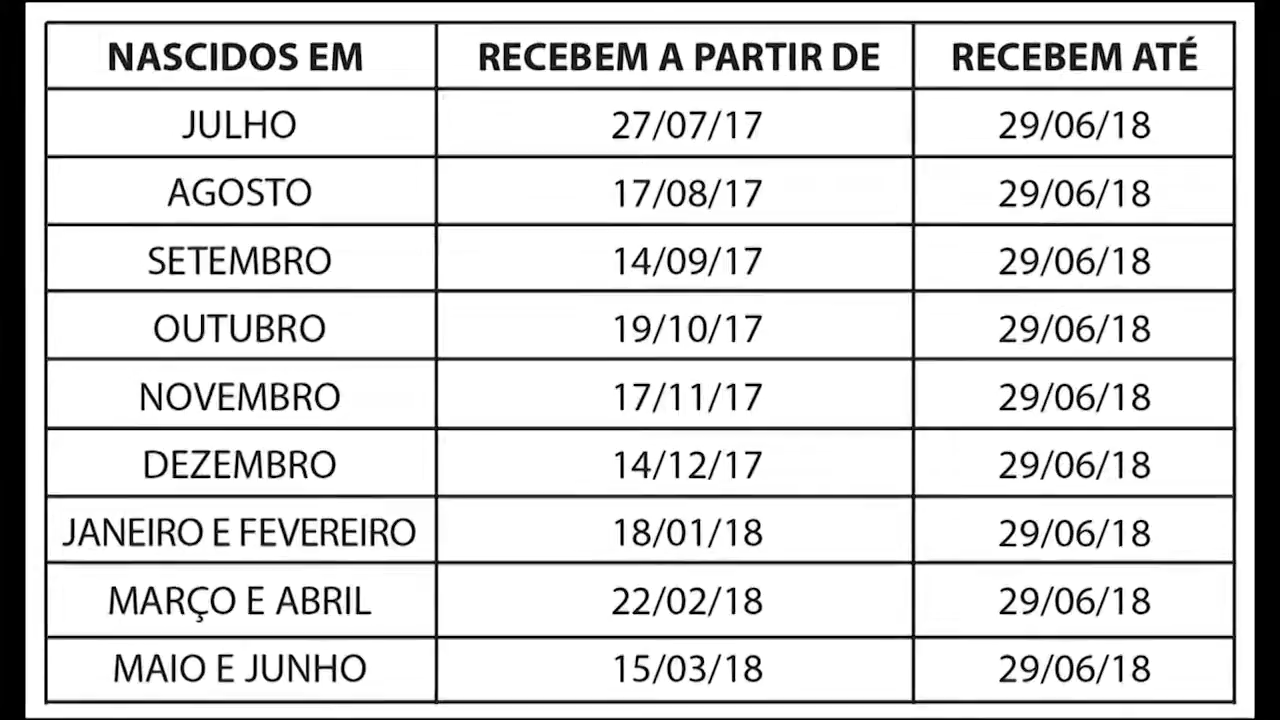 NASCIDOS EM RECEBEM A PARTIR DE RECEBEM ATÉ
JULHO 27/07/17 29/06/18
AGOSTO 17/08/17 29/06/18
SETEMBRO 14/09/17 29/06/18
OUTUBRO 19/10/17 29/06/18
NOVEMBRO 17/11/17 29/06/18
DEZEMBRO 14/12/17 29/06/18
JANEIRO E FEVEREIRO 18/01/18 29/06/18
MARÇO E ABRIL 22/02/18 29/06/18
MAIO E JUNHO 15/03/18 29/06/18